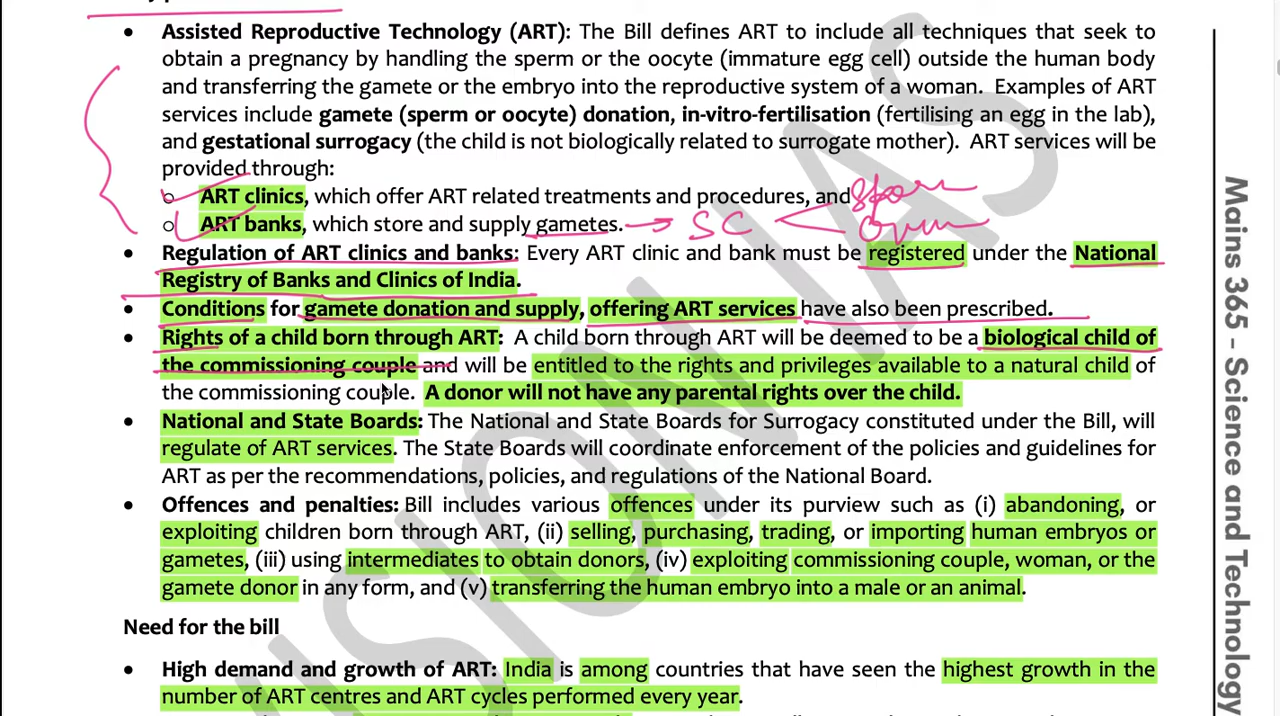 • Assisted Reproductive Technology (ART): The Bill defines ART to include all techniques that seek to
obtain a pregnancy by handling the sperm or the oocyte (immature egg cell) outside the human body
and transferring the gamete or the embryo into the reproductive system of a woman. Examples of ART
services include gamete (sperm or oocyte) donation, in-vitro-fertilisation (fertilising an egg in the lab),
and gestational surrogacy (the child is not biologically related to surrogate mother). ART services will be
provided through:
o ART clinics, which offer ART related treatments and procedures, and
o ART banks, which store and supply gametes. → SC
• Regulation of ART clinics and banks: Every ART clinic and bank must be registered under the National
Registry of Banks and Clinics of India.
• Conditions for gamete donation and supply, offering ART services have also been prescribed.
• Rights of a child born through ART: A child born through ART will be deemed to be a biological child of
the commissioning couple and will be entitled to the rights and privileges available to a natural child of
the commissioning couple. A donor will not have any parental rights over the child.
• National and State Boards: The National and State Boards for Surrogacy constituted under the Bill, will
regulate of ART services. The State Boards will coordinate enforcement of the policies and guidelines for
ART as per the recommendations, policies, and regulations of the National Board.
• Offences and penalties: Bill includes various offences under its purview such as (i) abandoning, or
exploiting children born through ART, (ii) selling, purchasing, trading, or importing human embryos or
gametes, (iii) using intermediates to obtain donors, (iv) exploiting commissioning couple, woman, or the
gamete donor in any form, and (v) transferring the human embryo into a male or an animal.
Need for the bill
• High demand and growth of ART: India is among countries that have seen the highest growth in the
number of ART centres and ART cycles performed every year.
Mains 365 - Science and Technology
VISION IAS